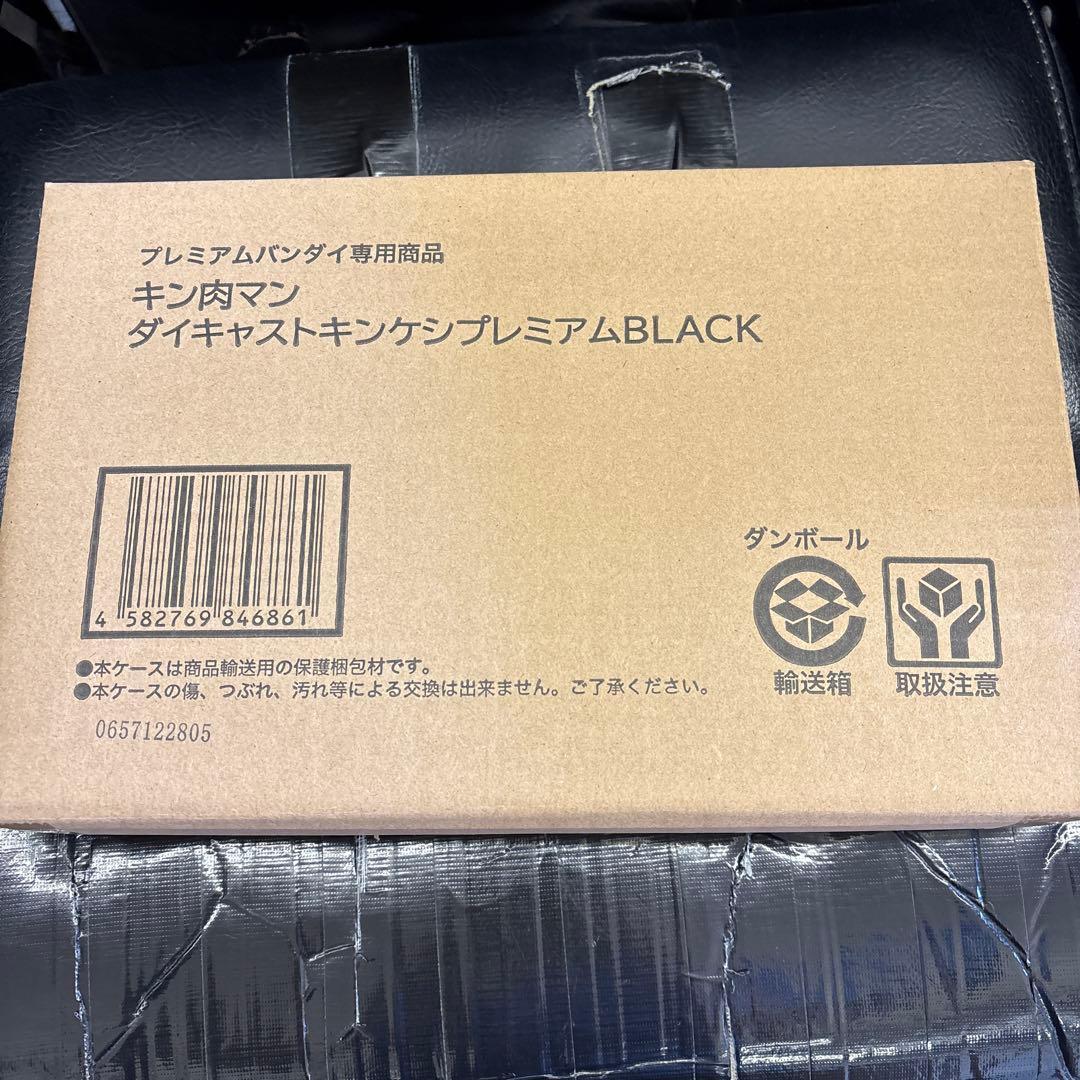 プレミアムバンダイ専用商品
キン肉マン
ダイキャストキンケシプレミアムBLACK
4 582769 846861
ダンボール
輸送箱
取扱注意
●本ケースは商品輸送用の保護梱包材です。
●本ケースの傷、つぶれ、汚れ等による交換は出来ません。ご了承ください。
0657122805